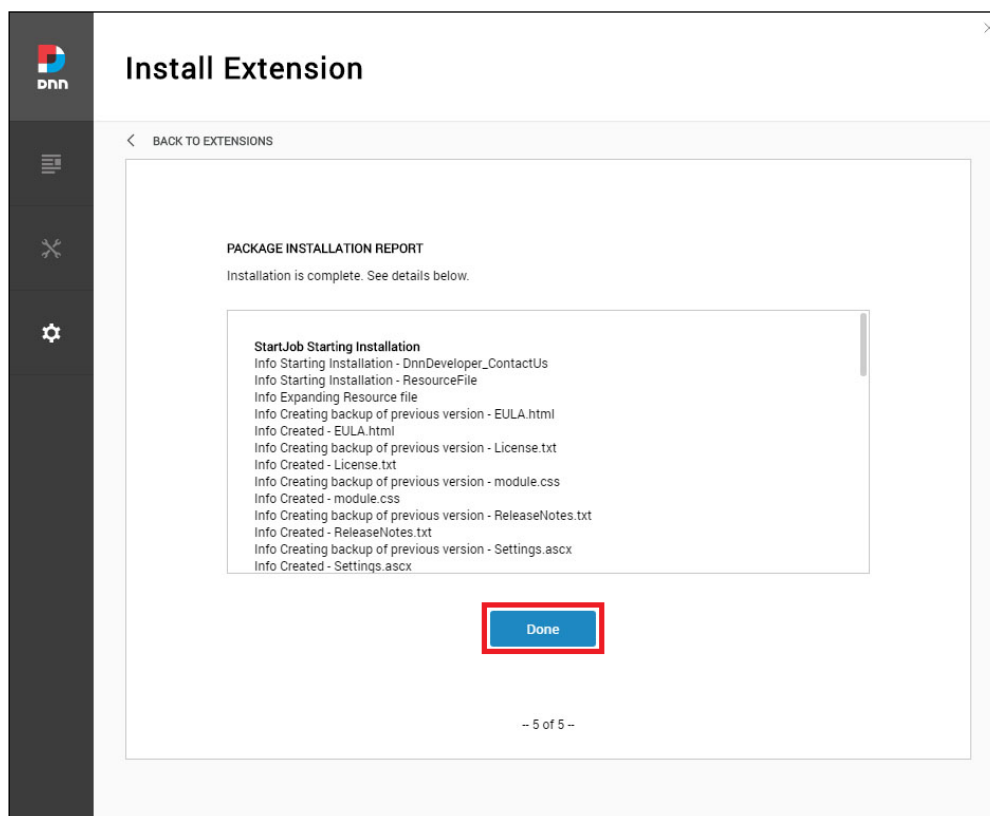 DNN
Install Extension
BACK TO EXTENSIONS
PACKAGE INSTALLATION REPORT
Installation is complete. See details below.
StartJob Starting Installation
Info Starting Installation - DnnDeveloper_ContactUs
Info Starting Installation - ResourceFile
Info Expanding Resource file
Info Creating backup of previous version - EULA.html
Info Created - EULA.html
Info Creating backup of previous version - License.txt
Info Created - License.txt
Info Creating backup of previous version - module.css
Info Created - module.css
Info Creating backup of previous version - ReleaseNotes.txt
Info Created - ReleaseNotes.txt
Info Creating backup of previous version - Settings.ascx
Info Created - Settings.ascx
Done
-- 5 of 5 --